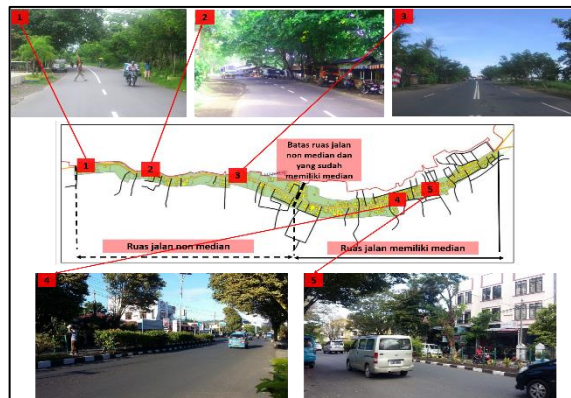 1
2
3
Batas ruas jalan
non median dan
yang sudah
memiliki median
1
2
3
4
5
Ruas jalan non median
Ruas jalan memiliki median
4
5